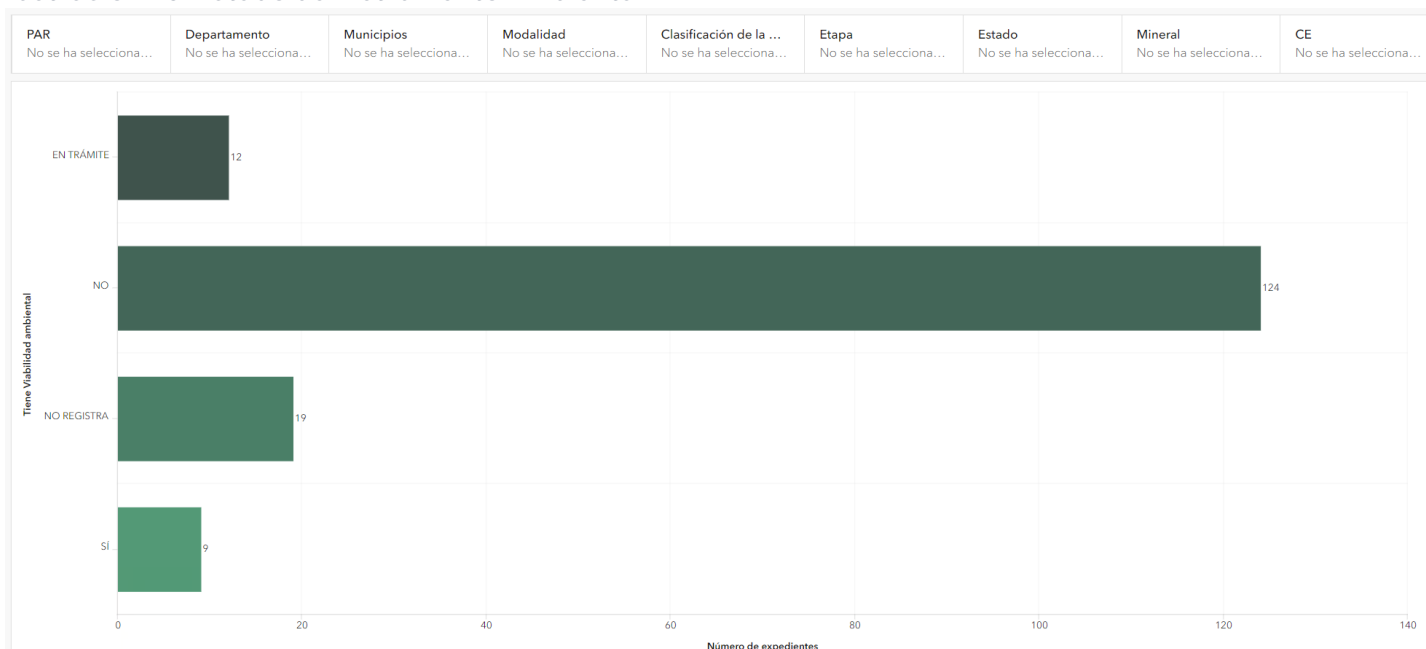 PAR
No se ha selecciona...
Departamento
No se ha selecciona...
Municipios
No se ha selecciona...
Modalidad
No se ha selecciona...
Clasificación de la ...
No se ha selecciona...
Etapa
No se ha selecciona...
Estado
No se ha selecciona...
Mineral
No se ha selecciona...
CE
No se ha selecciona...
Tiene Viabilidad ambiental
EN TRÁMITE
12
NO
124
NO REGISTRA
19
SÍ
9
0 20 40 60 80 100 120 140
Número de expedientes